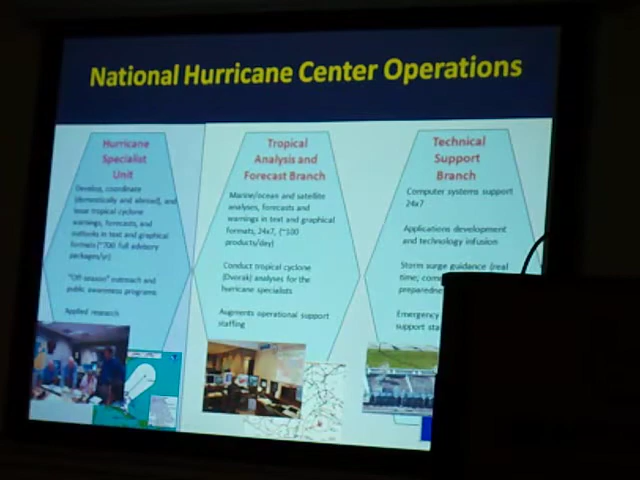 National Hurricane Center Operations
Hurricane
Specialist
Unit
Develop, coordinate
(domestically and abroad), and
issue tropical cyclone
warnings, forecasts, and
outlooks in text and graphical
formats (~700 full advisory
packages/yr)
"Off-season" outreach and
public awareness programs
Applied research
Tropical
Analysis and
Forecast Branch
Marine/ocean and satellite
analyses, forecasts and
warnings in text and graphical
formats, 24x7, (~100
products/day)
Conduct tropical cyclone
(Dvorak) analyses for the
hurricane specialists
Augments operational support
staffing
Technical
Support
Branch
Computer systems support
24x7
Applications development
and technology infusion
Storm surge guidance (real
time,
Emergency
support